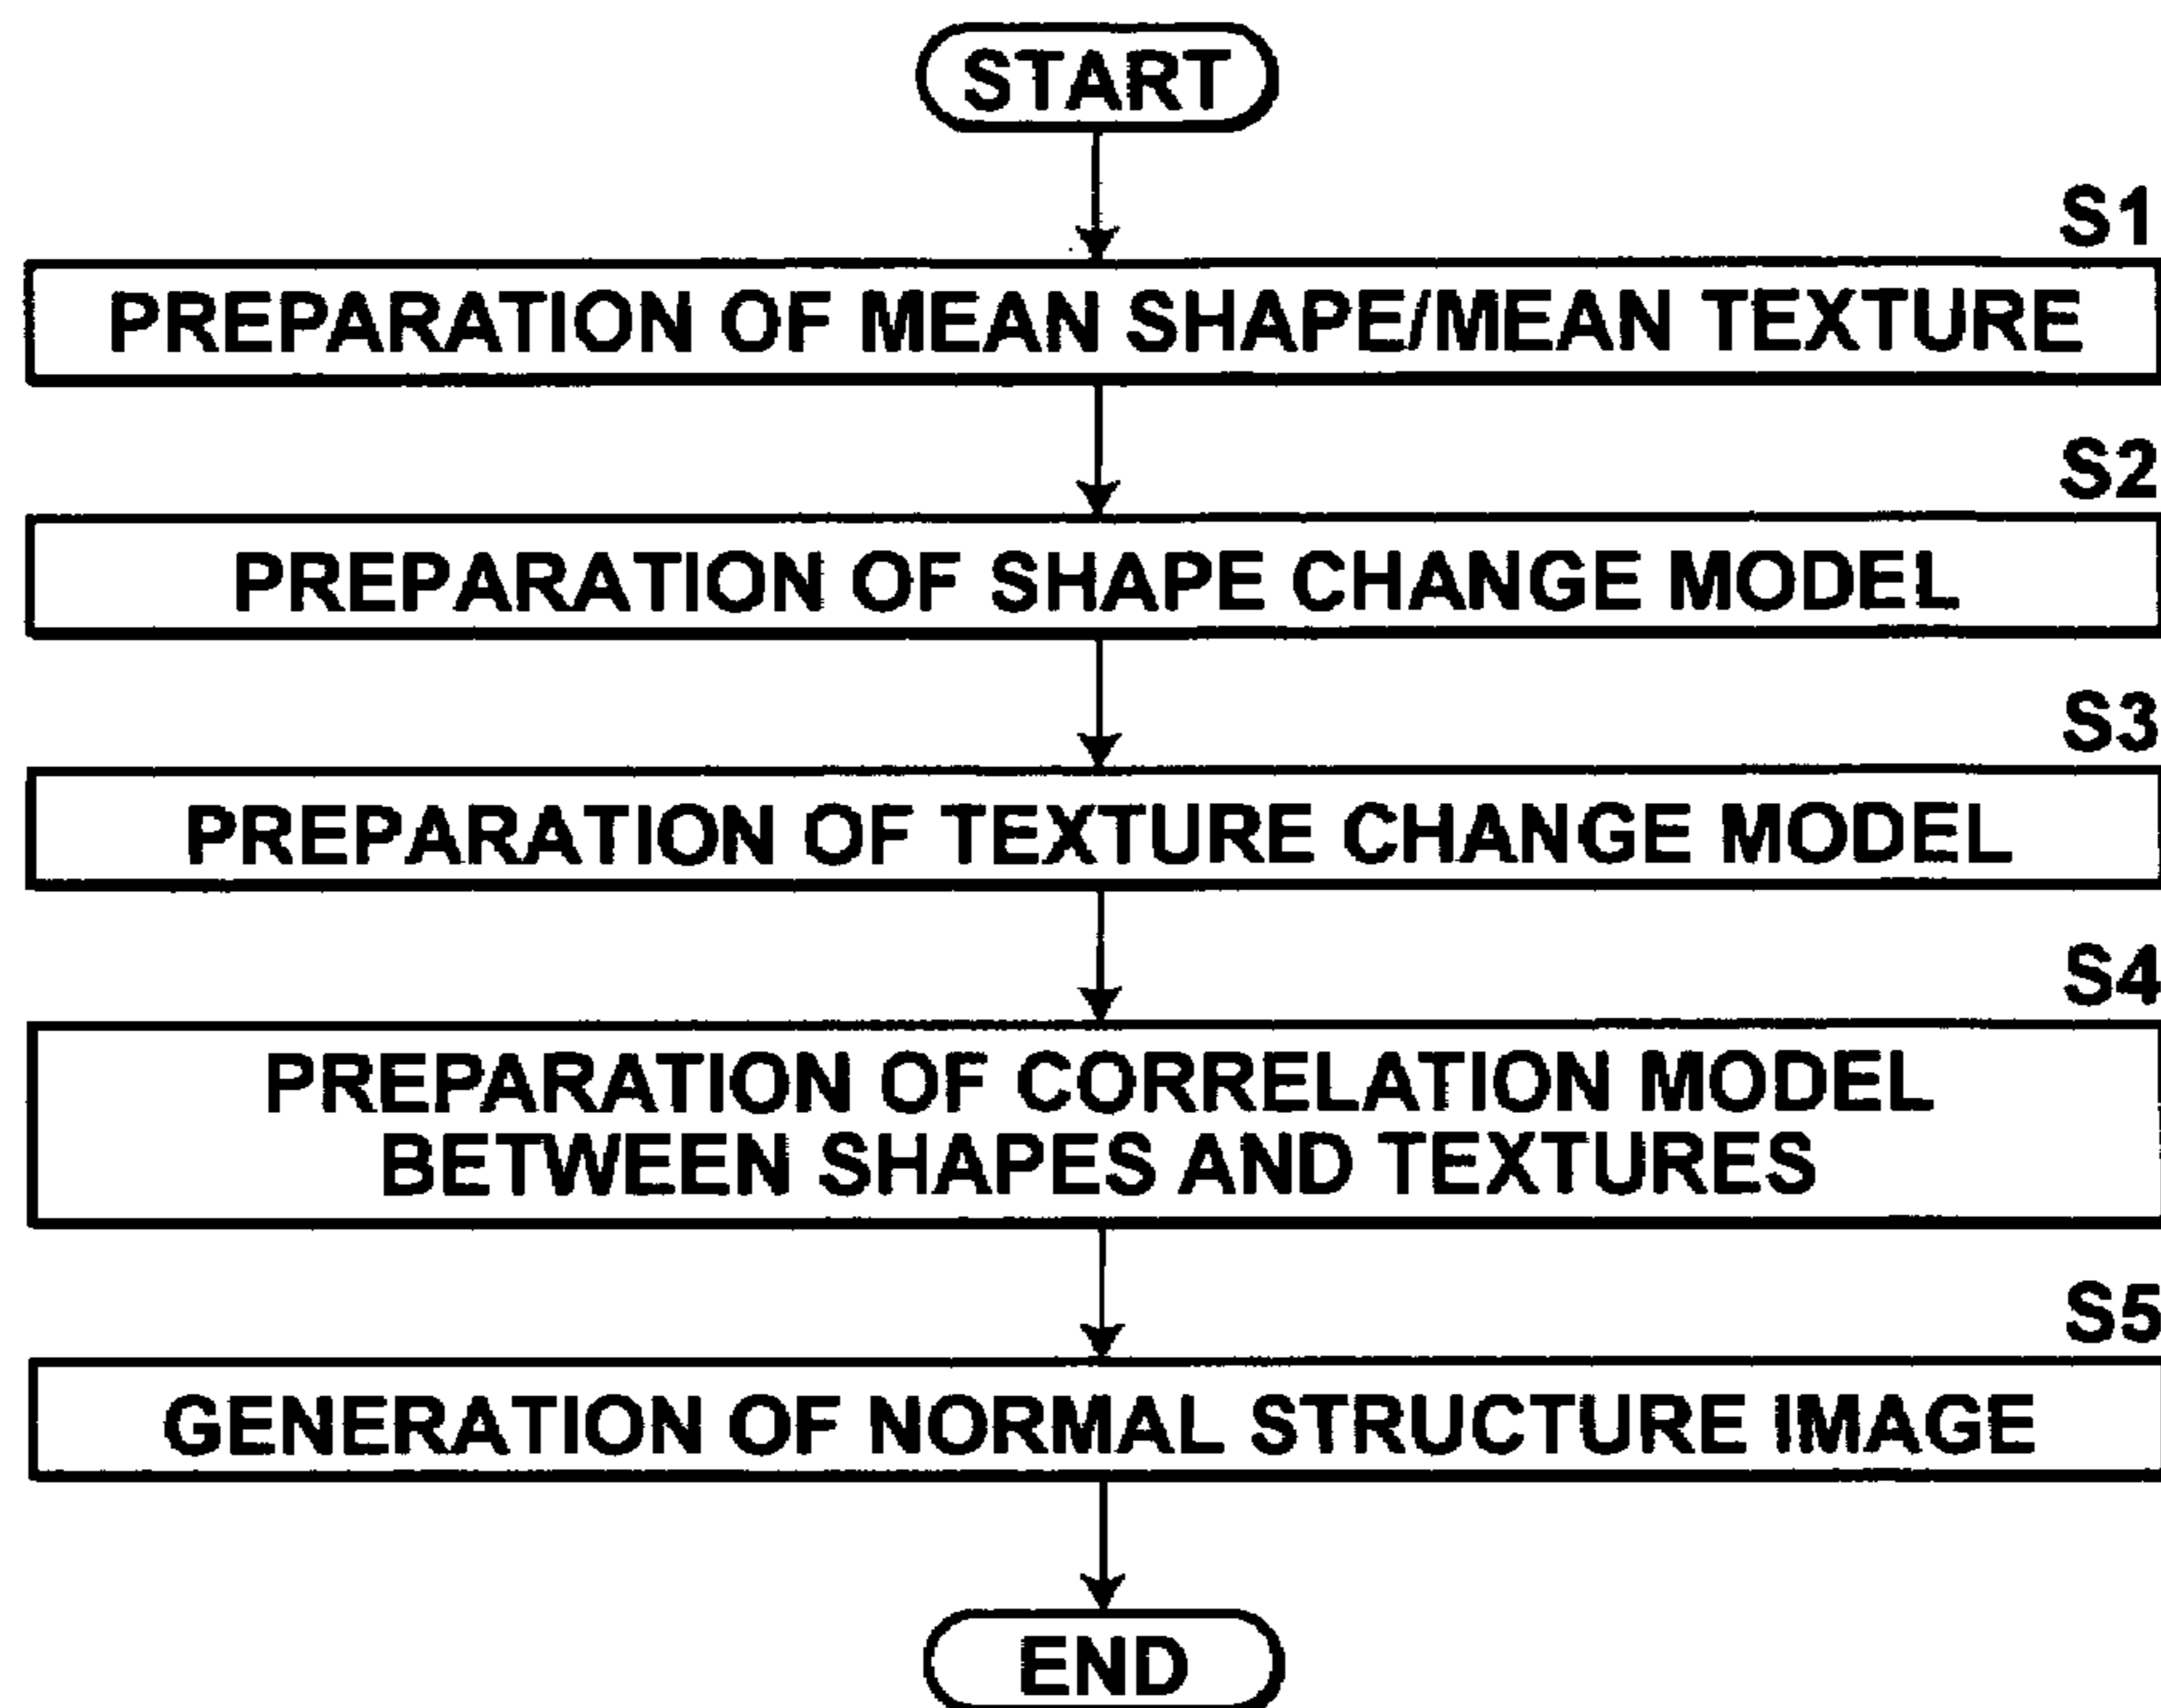 START
S1
PREPARATION OF MEAN SHAPE/MEAN TEXTURE
S2
PREPARATION OF SHAPE CHANGE MODEL
S3
PREPARATION OF TEXTURE CHANGE MODEL
S4
PREPARATION OF CORRELATION MODEL
BETWEEN SHAPES AND TEXTURES
S5
GENERATION OF NORMAL STRUCTURE IMAGE
END